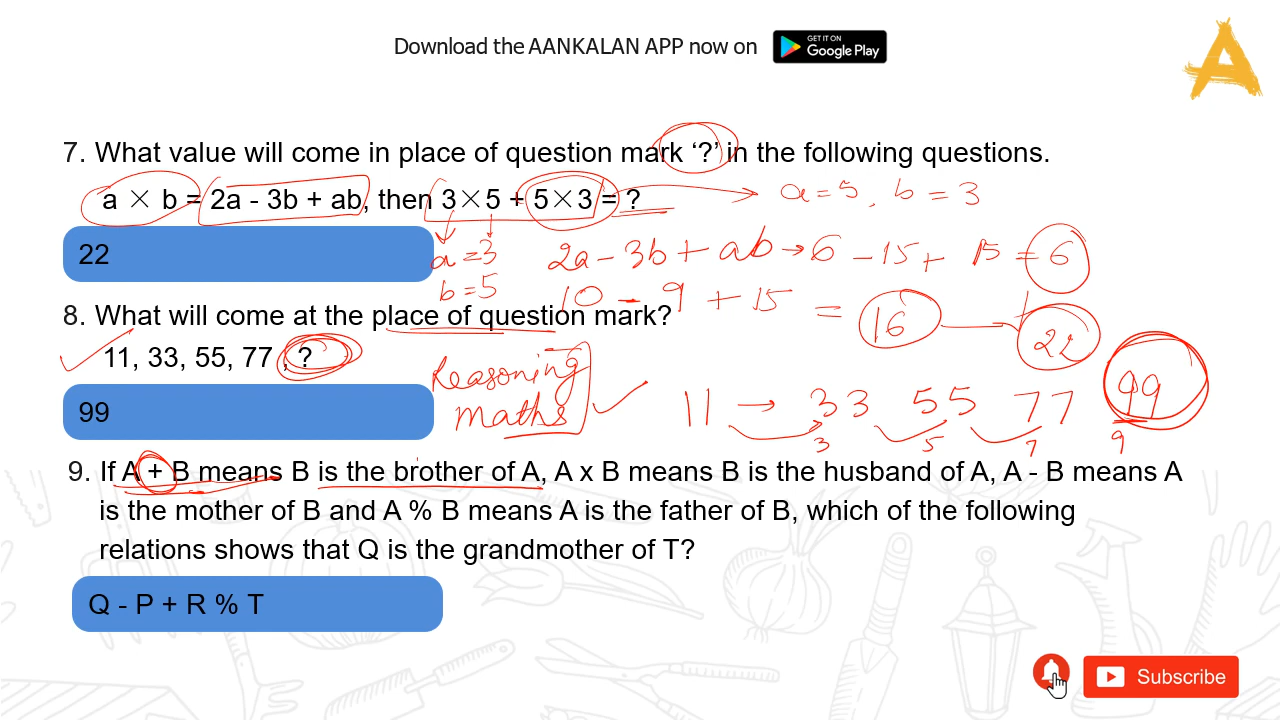 Download the AANKALAN APP now on GET IT ON Google Play
7. What value will come in place of question mark ‘?’ in the following questions.
a × b = 2a - 3b + ab, then 3×5 + 5×3 = ?
a = 5, b = 3
22
a = 3
b = 5
2a - 3b + ab → 6 - 15 + 15 = 6
10 - 9 + 15 = 16
22
8. What will come at the place of question mark?
11, 33, 55, 77 , ?
99
Reasoning
maths
11 → 33 55 77 99
3 5 7 9
9. If A + B means B is the brother of A, A x B means B is the husband of A, A - B means A
is the mother of B and A % B means A is the father of B, which of the following
relations shows that Q is the grandmother of T?
Q - P + R % T
Subscribe